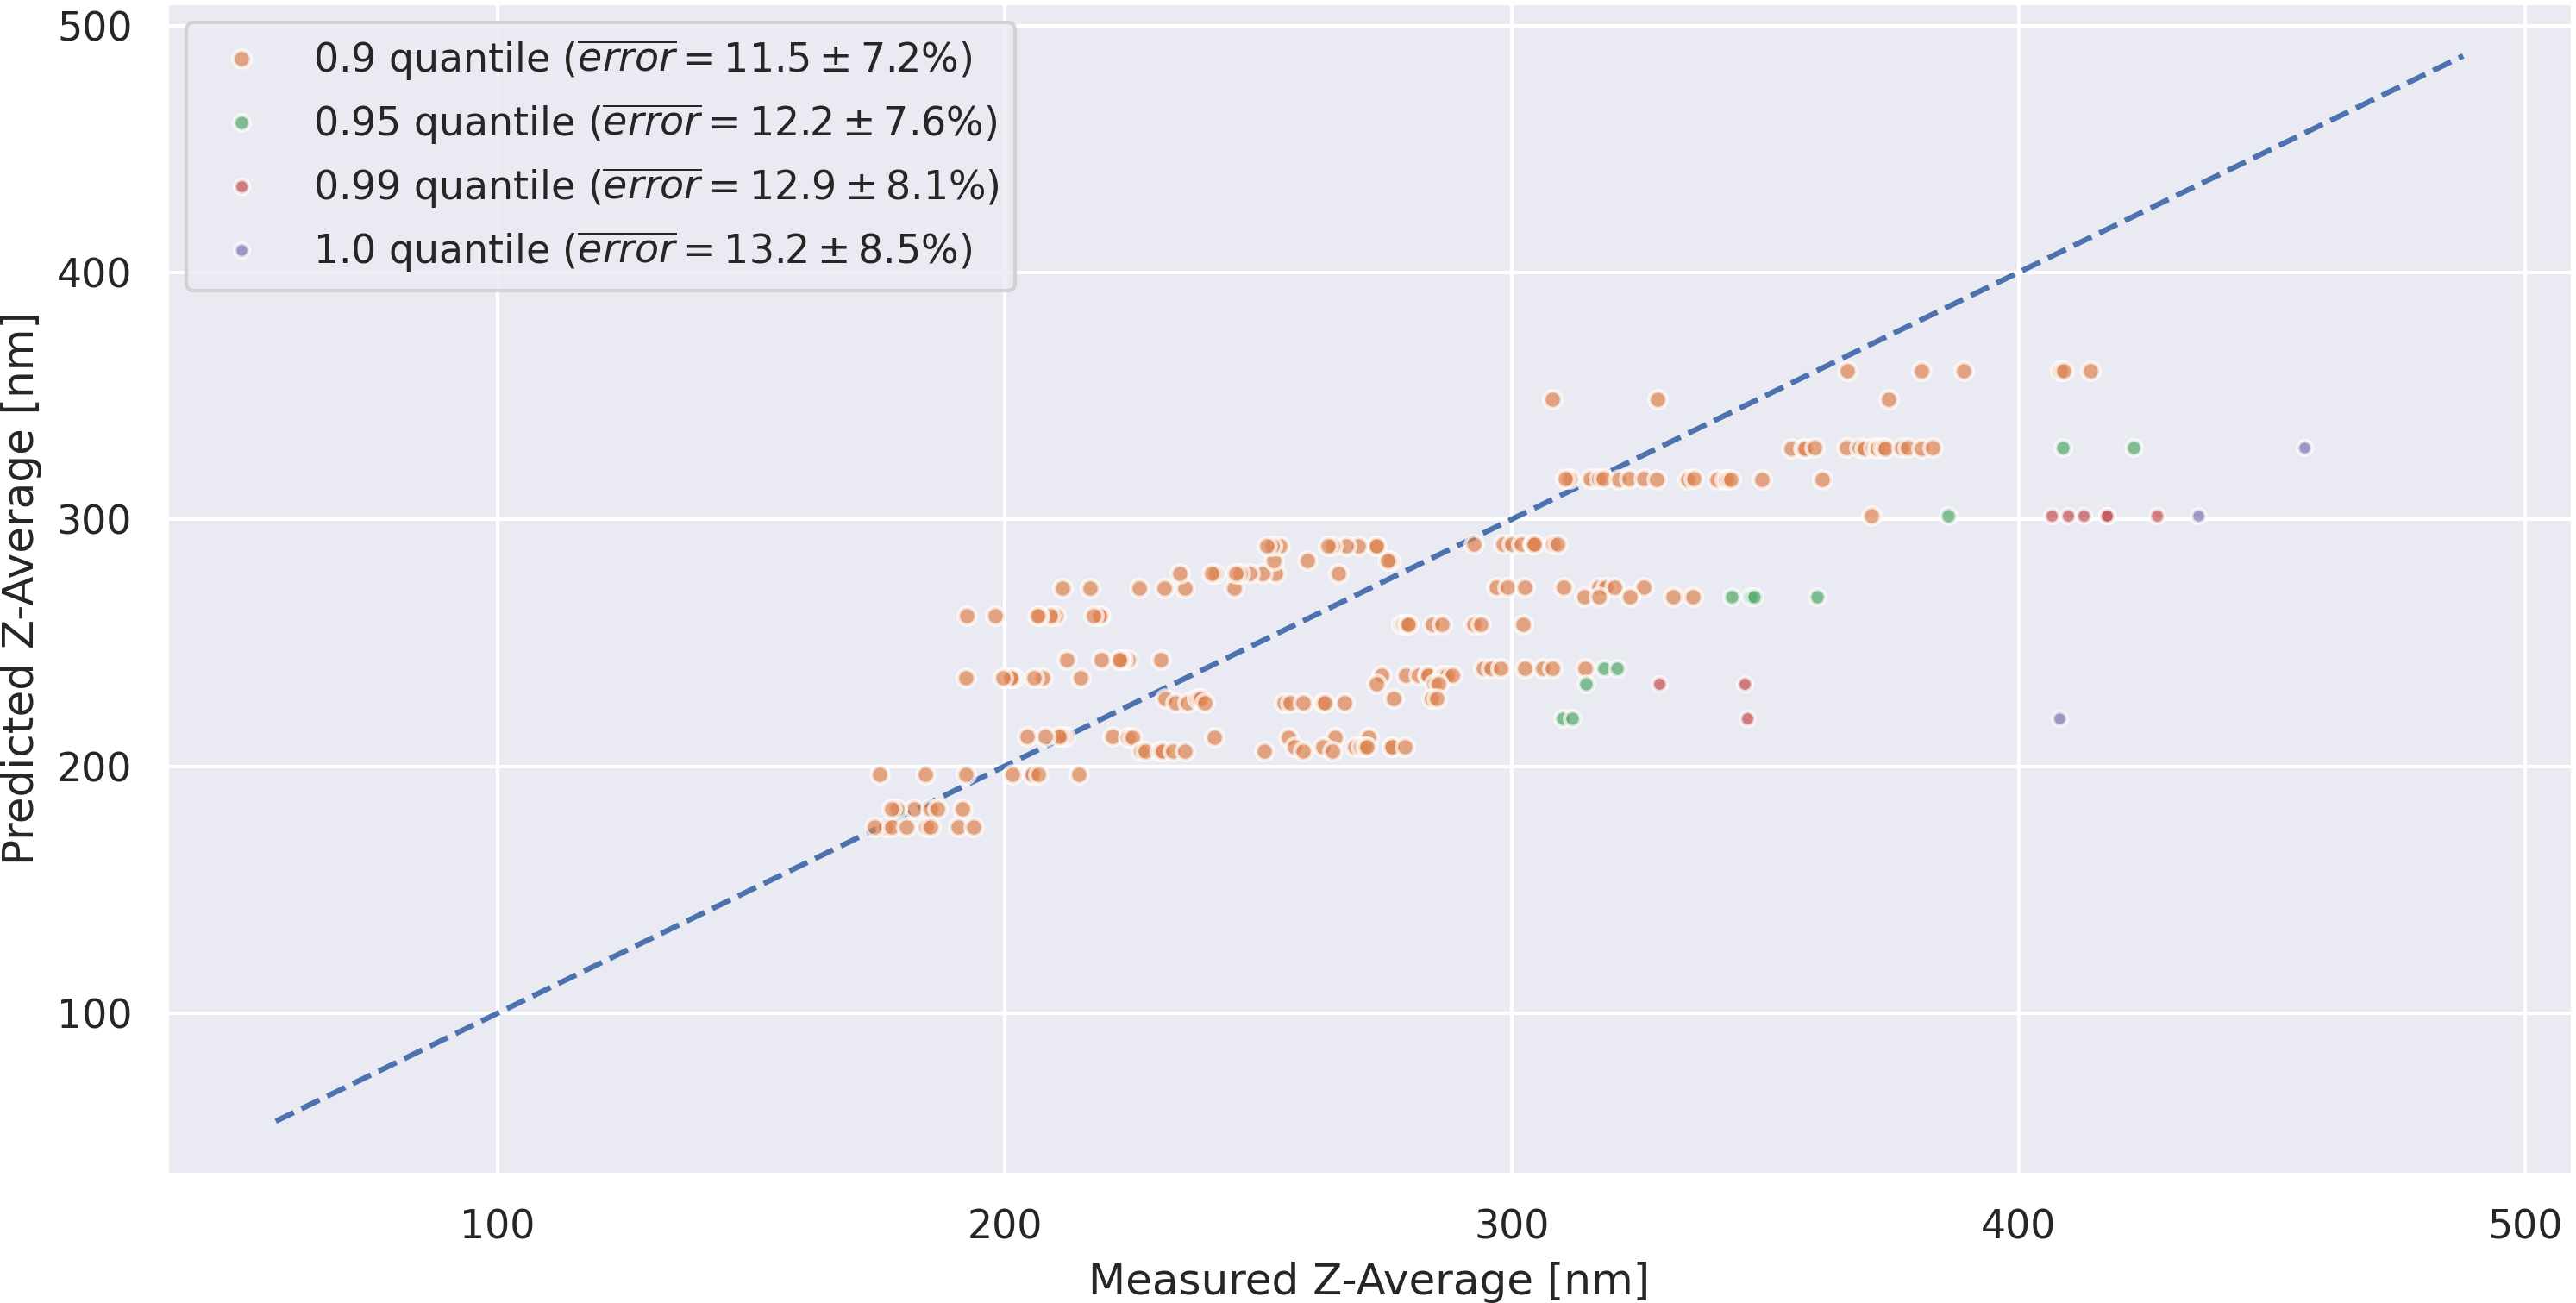 0.9 quantile (error = 11.5 ± 7.2%)
0.95 quantile (error = 12.2 ± 7.6%)
0.99 quantile (error = 12.9 ± 8.1%)
1.0 quantile (error = 13.2 ± 8.5%)
Predicted Z-Average [nm]
500
400
300
200
100
100 200 300 400 500
Measured Z-Average [nm]